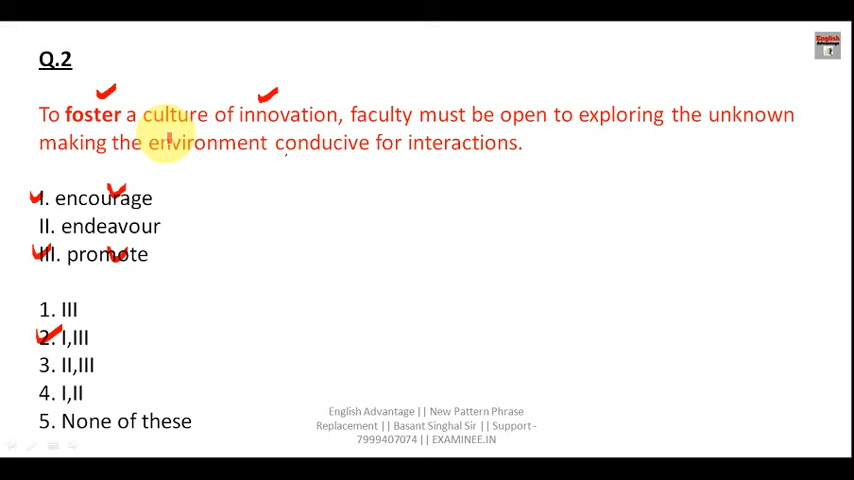 English
Advantage
Q.2
To foster a culture of innovation, faculty must be open to exploring the unknown
making the environment conducive for interactions.
I. encourage
II. endeavour
III. promote
1. III
2. I,III
3. II,III
4. I,II
5. None of these
English Advantage || New Pattern Phrase
Replacement || Basant Singhal Sir || Support -
7999407074 || EXAMINEE.IN